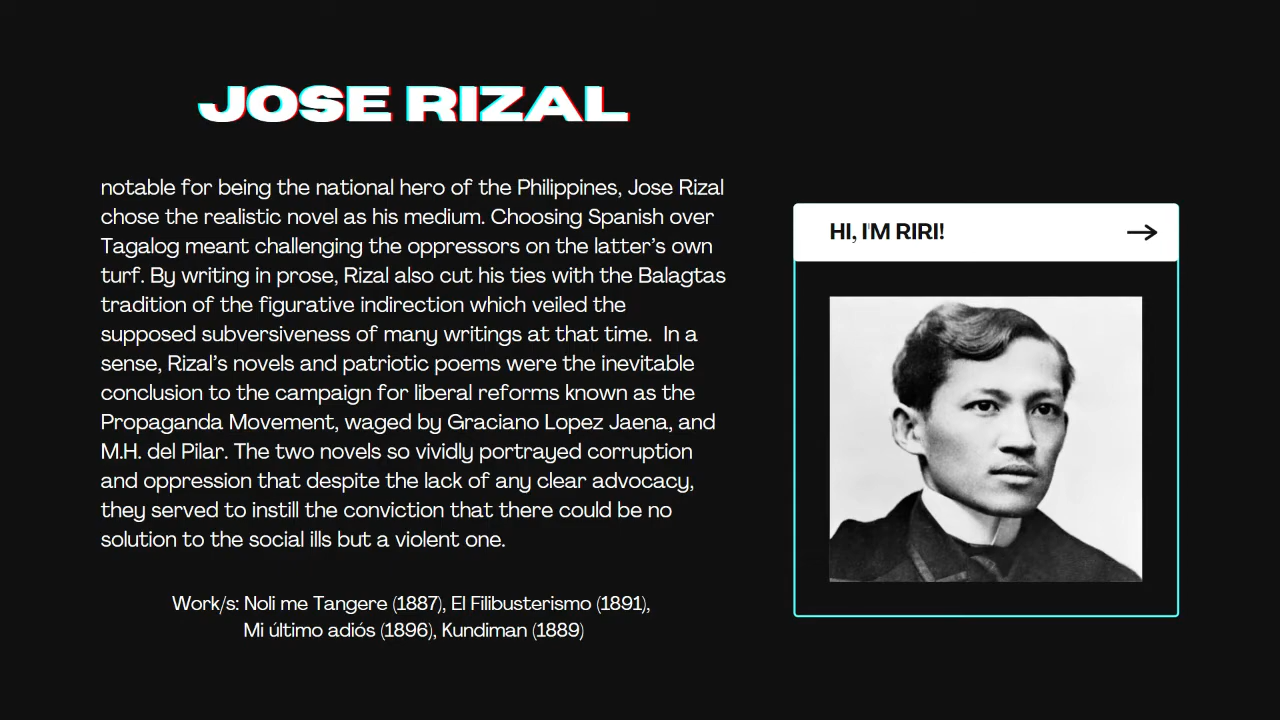 JOSE RIZAL
notable for being the national hero of the Philippines, Jose Rizal
chose the realistic novel as his medium. Choosing Spanish over
Tagalog meant challenging the oppressors on the latter's own
turf. By writing in prose, Rizal also cut his ties with the Balagtas
tradition of the figurative indirection which veiled the
supposed subversiveness of many writings at that time.  In a
sense, Rizal's novels and patriotic poems were the inevitable
conclusion to the campaign for liberal reforms known as the
Propaganda Movement, waged by Graciano Lopez Jaena, and
M.H. del Pilar. The two novels so vividly portrayed corruption
and oppression that despite the lack of any clear advocacy,
they served to instill the conviction that there could be no
solution to the social ills but a violent one.
Work/s: Noli me Tangere (1887), El Filibusterismo (1891),
Mi último adiós (1896), Kundiman (1889)
HI, I'M RIRI!